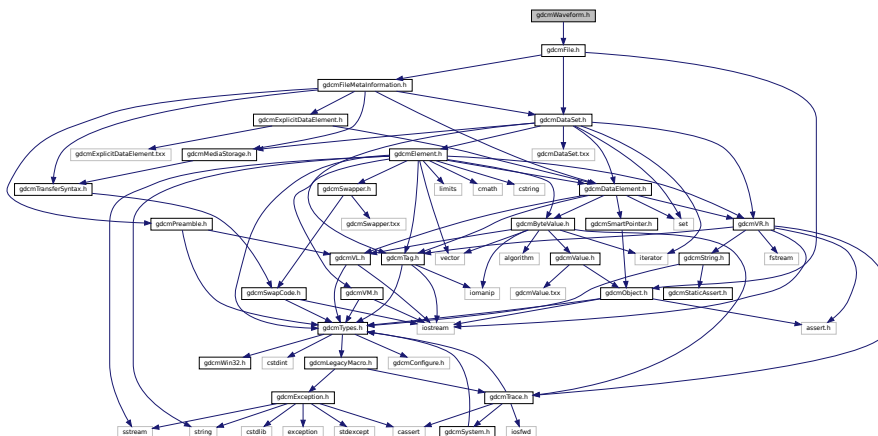 gdcmWaveform.h
gdcmFile.h
gdcmFileMetaInformation.h
gdcmExplicitDataElement.h
gdcmDataSet.h
gdcmExplicitDataElement.txx
gdcmMediaStorage.h
gdcmElement.h
gdcmDataSet.txx
gdcmTransferSyntax.h
gdcmSwapper.h
limits
cmath
cstring
gdcmDataElement.h
gdcmPreamble.h
gdcmSwapper.txx
gdcmByteValue.h
gdcmSmartPointer.h
set
gdcmVR.h
gdcmVL.h
gdcmTag.h
vector
algorithm
gdcmValue.h
iterator
gdcmString.h
fstream
gdcmSwapCode.h
gdcmVM.h
iomanip
gdcmValue.txx
gdcmObject.h
gdcmStaticAssert.h
gdcmTypes.h
iostream
assert.h
gdcmWin32.h
cstdint
gdcmLegacyMacro.h
gdcmConfigure.h
gdcmException.h
gdcmTrace.h
sstream
string
cstdlib
exception
stdexcept
cassert
gdcmSystem.h
iosfwd